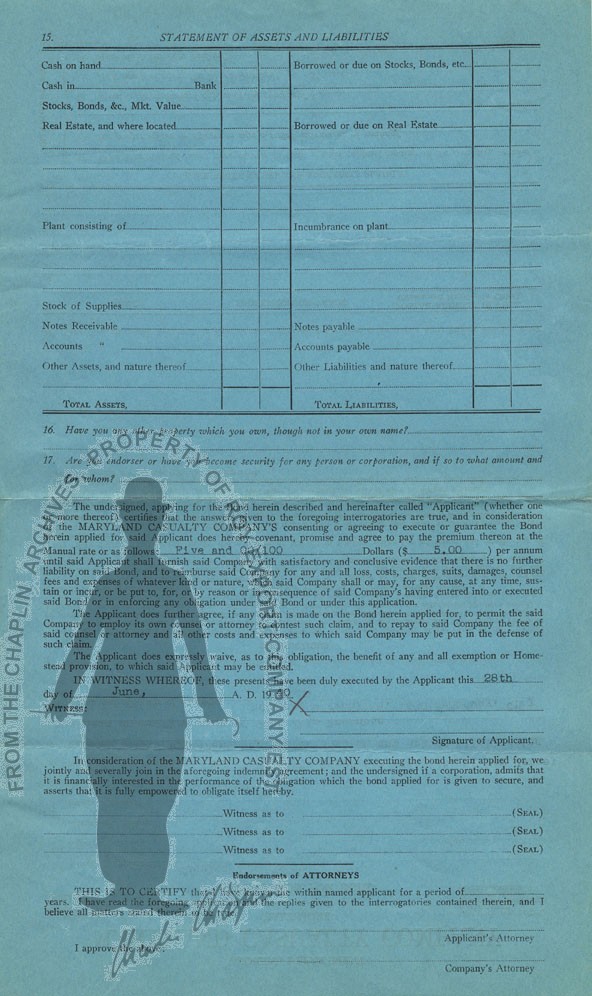 15. STATEMENT OF ASSETS AND LIABILITIES
Cash on hand
Borrowed or due on Stocks, Bonds, etc.
Cash in Bank
Stocks, Bonds, &c., Mkt. Value
Real Estate, and where located
Borrowed or due on Real Estate
Plant consisting of
Incumbrance on plant
Stock of Supplies
Notes Receivable
Notes payable
Accounts "
Accounts payable
Other Assets, and nature thereof
Other Liabilities and nature thereof
TOTAL ASSETS,
TOTAL LIABILITIES,
16. Have you any other property which you own, though not in your own name?
17. Are you endorser or have you become security for any person or corporation, and if so to what amount and
for whom?
The undersigned, applying for the Bond herein described and hereinafter called "Applicant" (whether one
or more thereof) certifies that the answers given to the foregoing interrogatories are true, and in consideration
of the MARYLAND CASUALTY COMPANY'S consenting or agreeing to execute or guarantee the Bond
herein applied for, said Applicant does hereby covenant, promise and agree to pay the premium thereon at the
Manual rate or as follows Five and 00/100 Dollars ($ 5.00 ) per annum
until said Applicant shall furnish said Company with satisfactory and conclusive evidence that there is no further
liability on said Bond, and to reimburse said Company for any and all loss, costs, charges, suits, damages, counsel
fees and expenses of whatever kind or nature, which said Company shall or may, for any cause, at any time, sus-
tain or incur, or be put to, for, or by reason or in consequence of said Company's having entered into or executed
said Bond or in enforcing any obligation under said Bond or under this application.
The Applicant does further agree, if any claim is made on the Bond herein applied for, to permit the said
Company to employ its own counsel or attorney to contest such claim, and to repay to said Company the fee of
said counsel or attorney and all other costs and expenses to which said Company may be put in the defense of
such claim.
The Applicant does expressly waive, as to any obligation, the benefit of any and all exemption or Home-
stead provision, to which said Applicant may be entitled.
IN WITNESS WHEREOF, these presents have been duly executed by the Applicant this 28th
day of June, A. D. 19
WITNESS:
X
Signature of Applicant.
In consideration of the MARYLAND CASUALTY COMPANY executing the bond herein applied for, we
jointly and severally join in the aforegoing indemnity agreement; and the undersigned if a corporation, admits that
it is financially interested in the performance of the obligation which the bond applied for is given to secure, and
asserts that it is fully empowered to obligate itself hereby.
Witness as to (SEAL)
Witness as to (SEAL)
Witness as to (SEAL)
Endorsements of ATTORNEYS
THIS IS TO CERTIFY that I have known the within named applicant for a period of
years. I have read the foregoing application and the replies given to the interrogatories contained therein, and I
believe all matters stated therein to be true.
Applicant's Attorney
I approve the above.
Company's Attorney
FROM THE CHAPLIN ARCHIVES - PROPERTY OF ROY EXPORT COMPANY EST
Charlie Chaplin